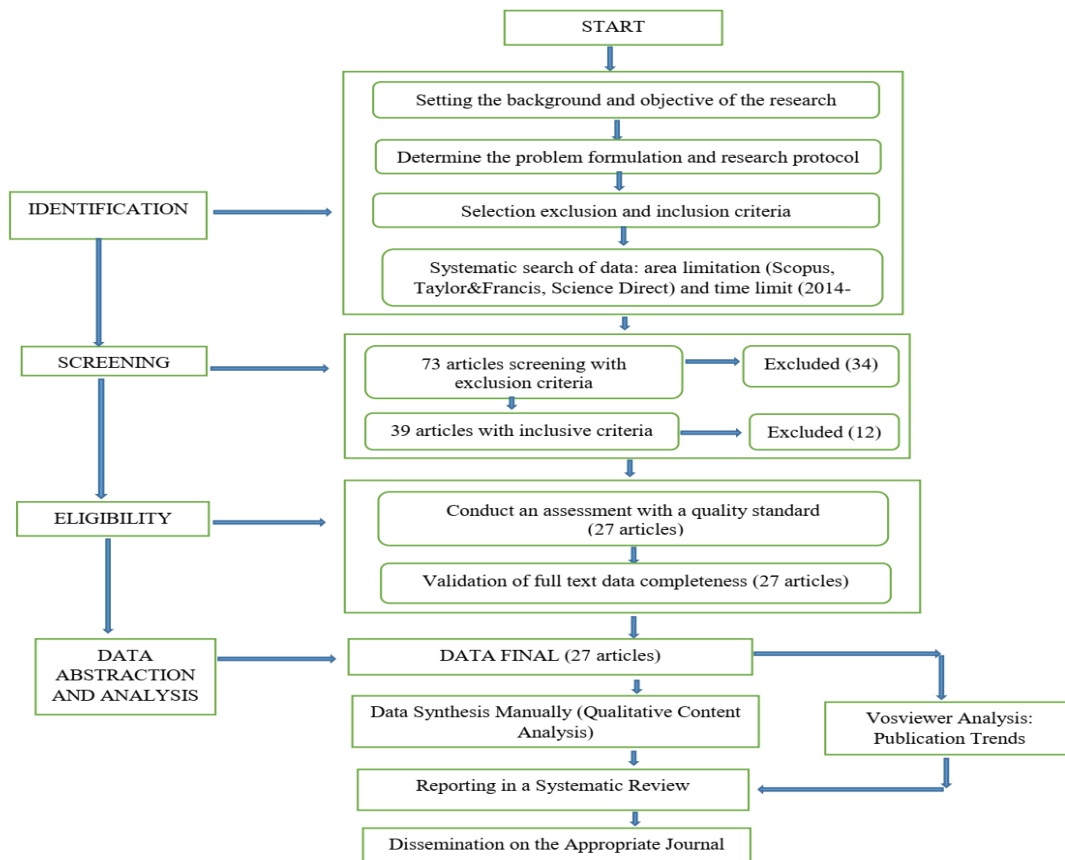 START
Setting the background and objective of the research
Determine the problem formulation and research protocol
IDENTIFICATION
Selection exclusion and inclusion criteria
Systematic search of data: area limitation (Scopus,
Taylor&Francis, Science Direct) and time limit (2014-
SCREENING
73 articles screening with
exclusion criteria
Excluded (34)
39 articles with inclusive criteria
Excluded (12)
ELIGIBILITY
Conduct an assessment with a quality standard
(27 articles)
Validation of full text data completeness (27 articles)
DATA
ABSTRACTION
AND ANALYSIS
DATA FINAL (27 articles)
Data Synthesis Manually (Qualitative Content
Analysis)
Vosviewer Analysis:
Publication Trends
Reporting in a Systematic Review
Dissemination on the Appropriate Journal